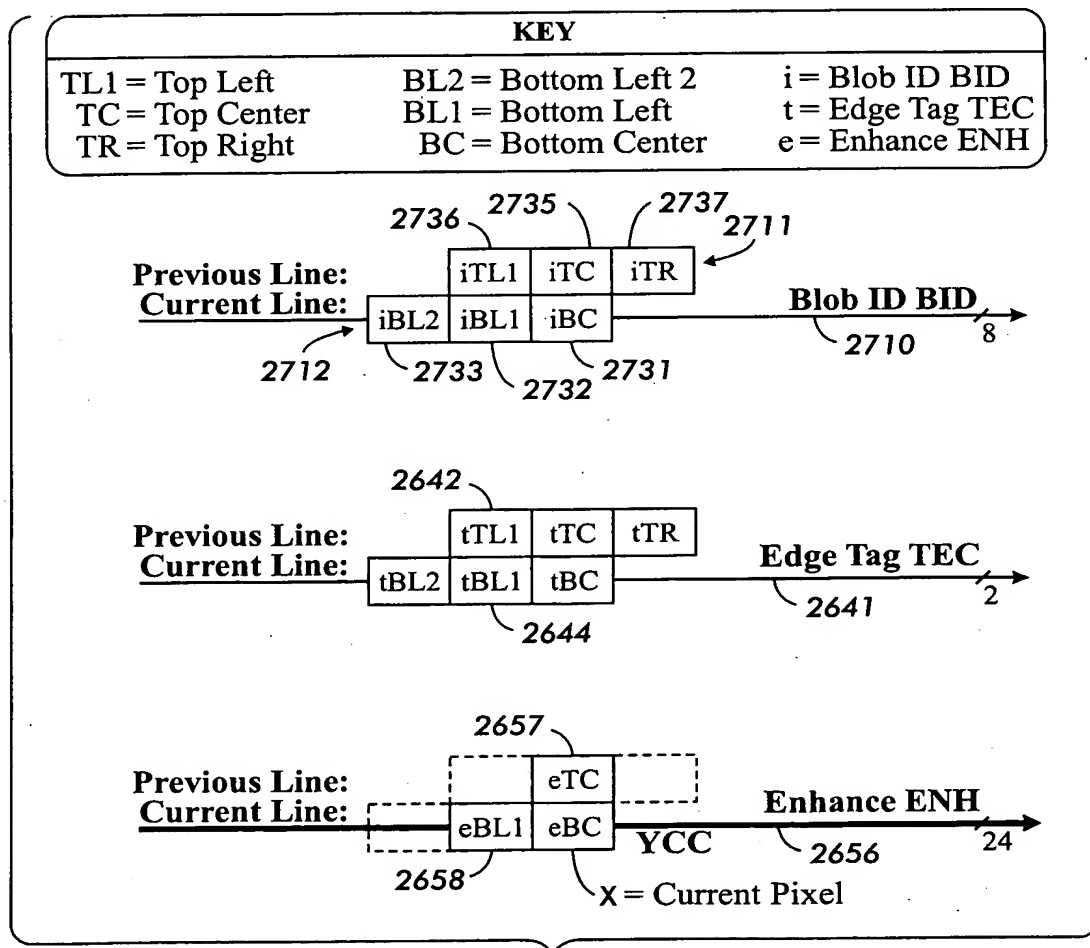 KEY
TL1 = Top Left BL2 = Bottom Left 2 i = Blob ID BID
TC = Top Center BL1 = Bottom Left t = Edge Tag TEC
TR = Top Right BC = Bottom Center e = Enhance ENH
2736 2735 2737 2711
Previous Line: iTL1 iTC iTR
Current Line: iBL2 iBL1 iBC Blob ID BID 8
2712 2733 2732 2731 2710
2642
Previous Line: tTL1 tTC tTR
Current Line: tBL2 tBL1 tBC Edge Tag TEC 2
2644 2641
2657
Previous Line: eTC
Current Line: eBL1 eBC YCC Enhance ENH 24
2658 2656
X = Current Pixel